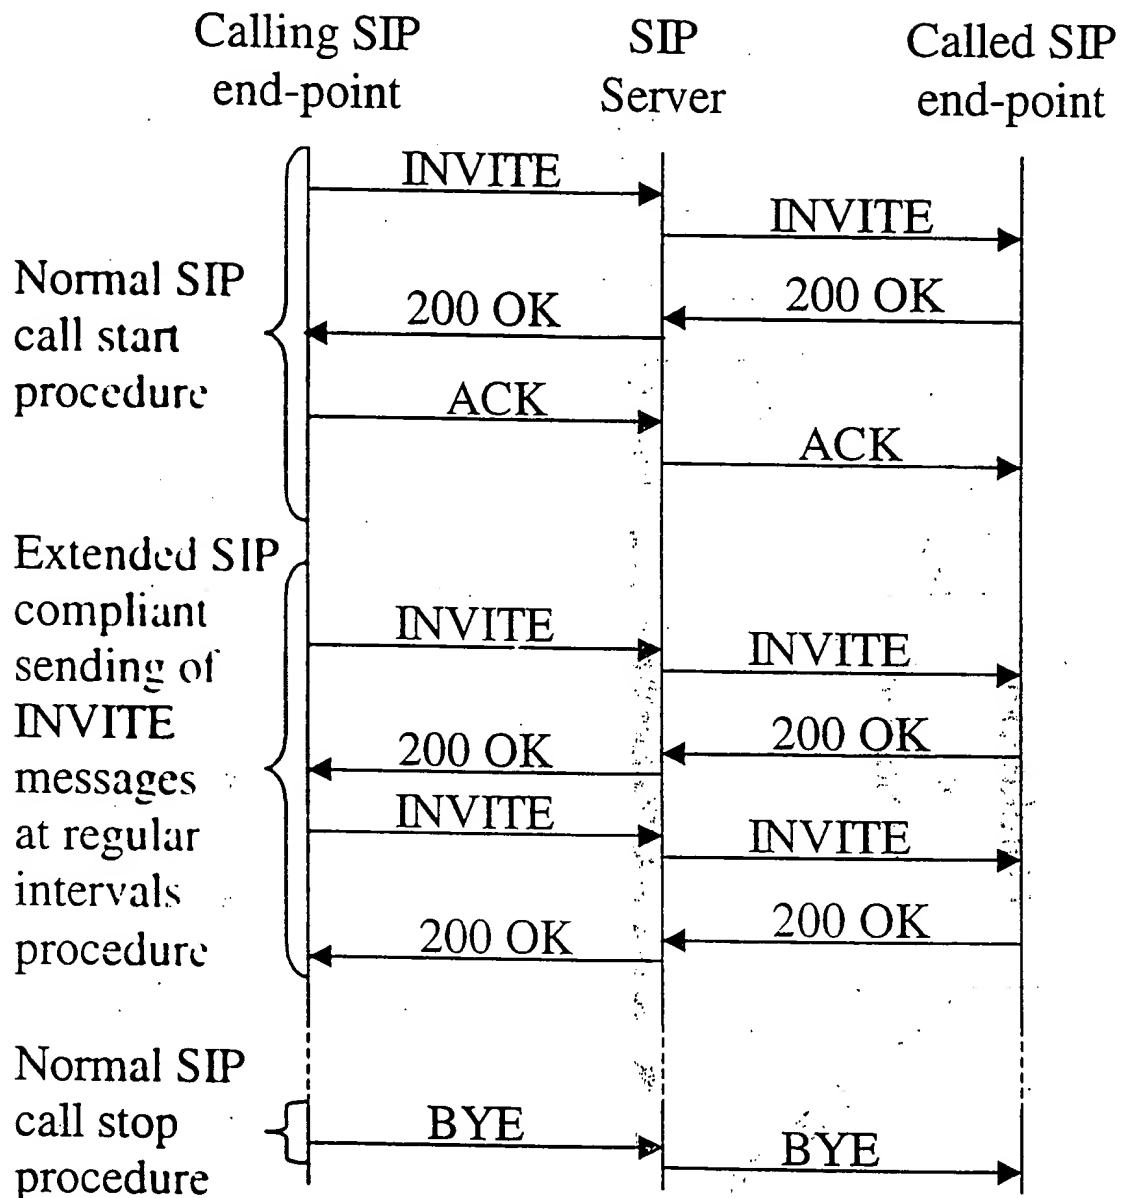 Calling SIP
end-point
SIP
Server
Called SIP
end-point
Normal SIP
call start
procedure
INVITE
INVITE
200 OK
200 OK
ACK
ACK
Extended SIP
compliant
sending of
INVITE
messages
at regular
intervals
procedure
INVITE
INVITE
200 OK
200 OK
INVITE
INVITE
200 OK
200 OK
Normal SIP
call stop
procedure
BYE
BYE